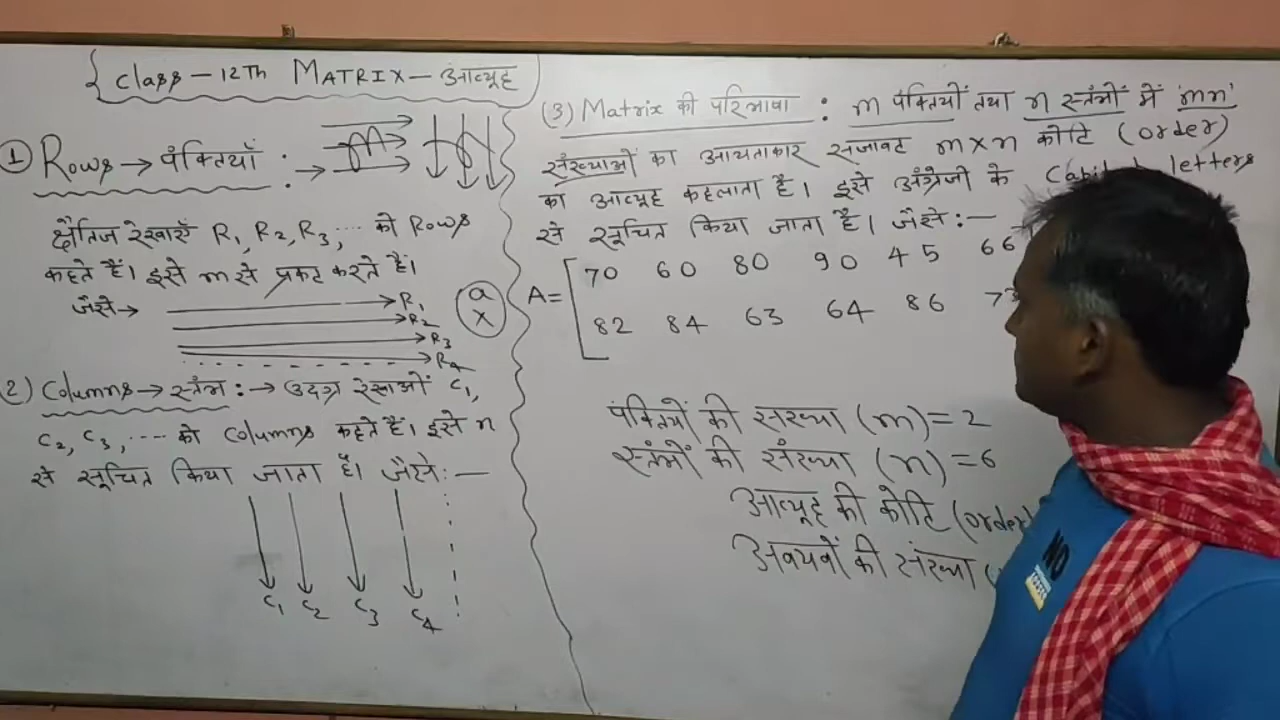 Class – 12Th MATRIX – आव्यूह
1 Rows → पंक्तियाँ :
क्षैतिज रेखाएँ R1, R2, R3, .... को Rows
कहते हैं। इसे m से प्रकट करते हैं।
जैसे →
R1
R2
R3
R4
a
x
2) Columns → स्तंभ : → उदग्र रेखाओं C1,
C2, C3, ..... को Columns कहते हैं। इसे n
से सूचित किया जाता है। जैसे :—
C1 C2 C3 C4
(3) Matrix की परिभाषा : m पंक्तियों तथा n स्तंभों में 'mn'
संख्याओं का आयताकार सजावट m×n कोटि (order)
का आव्यूह कहलाता है। इसे अंग्रेजी के letters
से सूचित किया जाता है। जैसे :—
A = [ 70 60 80 90 45 66
82 84 63 64 86
पंक्तियों की संख्या (m) = 2
स्तंभों की संख्या (n) = 6
आव्यूह की कोटि (order)
अवयवों की संख्या (
NO